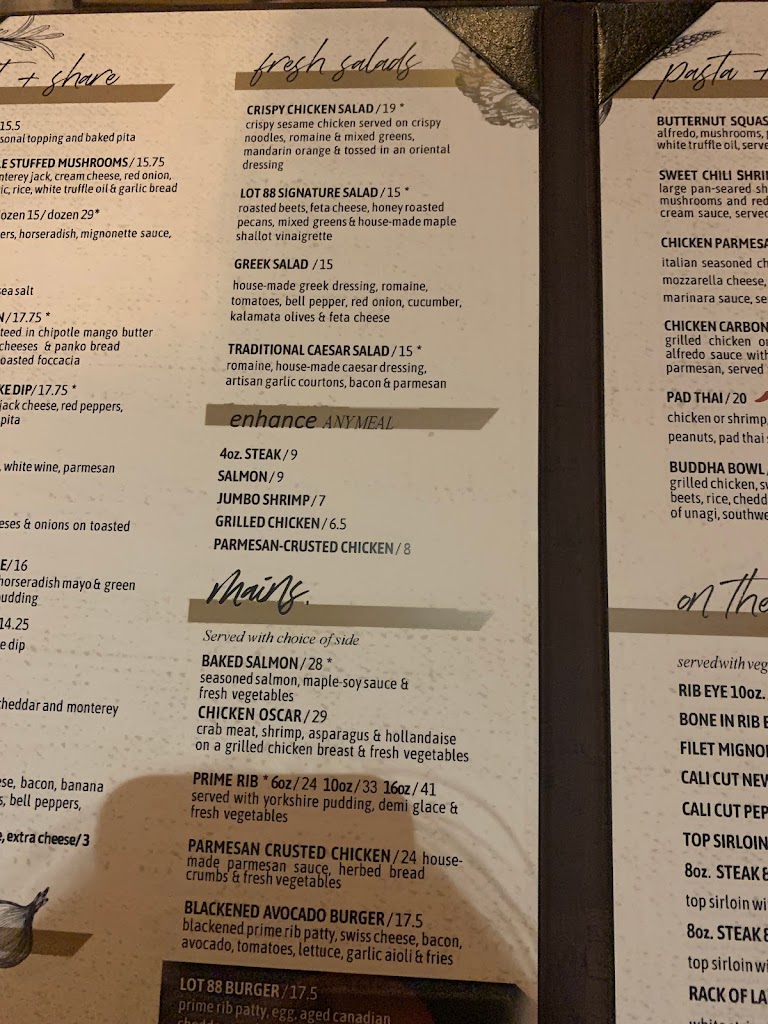 t + share
15.5
sonal topping and baked pita
LE STUFFED MUSHROOMS / 15.75
nterey jack, cream cheese, red onion,
ic, rice, white truffle oil & garlic bread
ozen 15/ dozen 29*
ers, horseradish, mignonette sauce,
sea salt
N / 17.75 *
teed in chipotle mango butter
cheeses & panko bread
oasted foccacia
KE DIP/ 17.75 *
jack cheese, red peppers,
pita
, white wine, parmesan
eses & onions on toasted
E/ 16
horseradish mayo & green
udding
14.25
e dip
cheddar and monterey
ese, bacon, banana
s, bell peppers,
e, extra cheese/ 3
fresh salads
CRISPY CHICKEN SALAD / 19 *
crispy sesame chicken served on crispy
noodles, romaine & mixed greens,
mandarin orange & tossed in an oriental
dressing
LOT 88 SIGNATURE SALAD / 15 *
roasted beets, feta cheese, honey roasted
pecans, mixed greens & house-made maple
shallot vinaigrette
GREEK SALAD / 15
house-made greek dressing, romaine,
tomatoes, bell pepper, red onion, cucumber,
kalamata olives & feta cheese
TRADITIONAL CAESAR SALAD / 15 *
romaine, house-made caesar dressing,
artisan garlic courtons, bacon & parmesan
enhance ANY MEAL
4oz. STEAK / 9
SALMON / 9
JUMBO SHRIMP / 7
GRILLED CHICKEN / 6.5
PARMESAN-CRUSTED CHICKEN / 8
mains.
Served with choice of side
BAKED SALMON / 28 *
seasoned salmon, maple-soy sauce &
fresh vegetables
CHICKEN OSCAR / 29
crab meat, shrimp, asparagus & hollandaise
on a grilled chicken breast & fresh vegetables
PRIME RIB * 6oz / 24 10oz / 33 16oz / 41
served with yorkshire pudding, demi glace &
fresh vegetables
PARMESAN CRUSTED CHICKEN / 24 house-
made parmesan sauce, herbed bread
crumbs & fresh vegetables
BLACKENED AVOCADO BURGER / 17.5
blackened prime rib patty, swiss cheese, bacon,
avocado, tomatoes, lettuce, garlic aioli & fries
LOT 88 BURGER / 17.5
prime rib patty, egg, aged canadian
pasta +
BUTTERNUT SQUAS
alfredo, mushrooms,
white truffle oil, serve
SWEET CHILI SHRI
large pan-seared sh
mushrooms and red
cream sauce, served
CHICKEN PARMESA
italian seasoned ch
mozzarella cheese,
marinara sauce, se
CHICKEN CARBON
grilled chicken o
alfredo sauce with
parmesan, served
PAD THAI / 20
chicken or shrimp,
peanuts, pad thai
BUDDHA BOWL /
grilled chicken, sw
beets, rice, chedd
of unagi, southwe
on the
served with veg
RIB EYE 10oz.
BONE IN RIB E
FILET MIGNO
CALI CUT NEW
CALI CUT PEP
TOP SIRLOIN
8oz. STEAK &
top sirloin wi
8oz. STEAK &
top sirloin wi
RACK OF LA